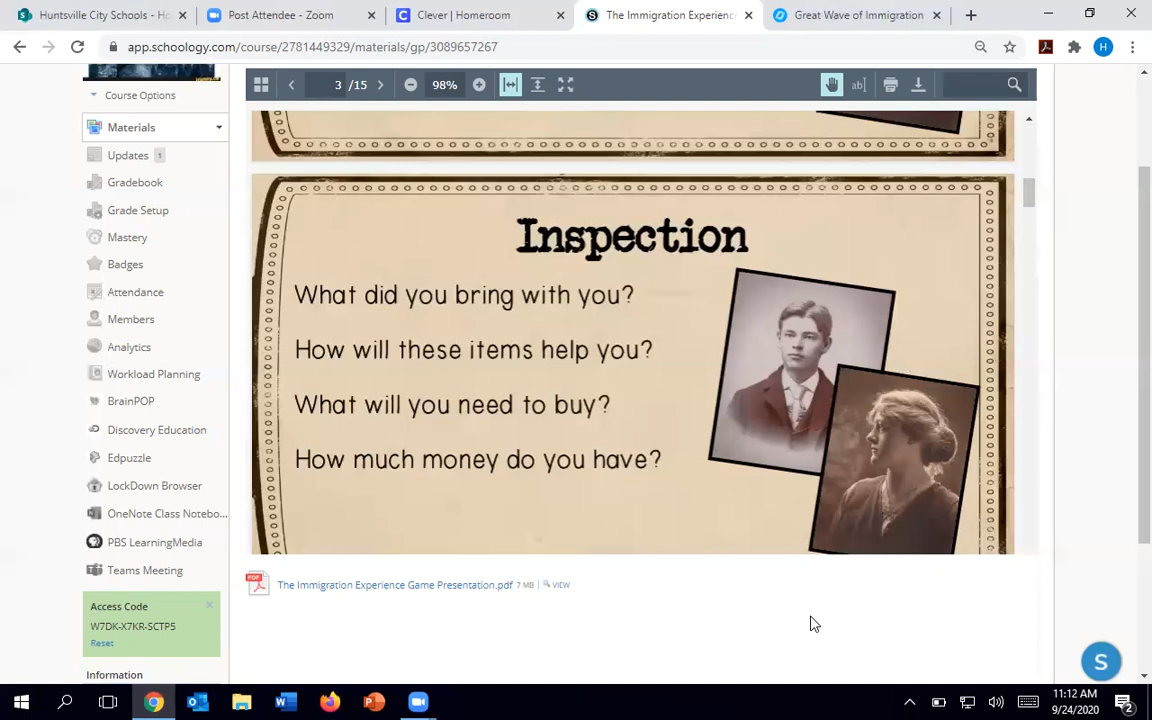 Huntsville City Schools - Ho
Post Attendee - Zoom
Clever | Homeroom
The Immigration Experience
Great Wave of Immigration
app.schoology.com/course/2781449329/materials/gp/3089657267
H
3 /15
98%
Course Options
Materials
Updates 1
Gradebook
Grade Setup
Mastery
Badges
Attendance
Members
Analytics
Workload Planning
BrainPOP
Discovery Education
Edpuzzle
LockDown Browser
OneNote Class Notebo...
PBS LearningMedia
Teams Meeting
Access Code
W7DK-X7KR-SCTP5
Reset
Information
Inspection
What did you bring with you?
How will these items help you?
What will you need to buy?
How much money do you have?
PDF
The Immigration Experience Game Presentation.pdf 7 MB | VIEW
S
11:12 AM
9/24/2020
2